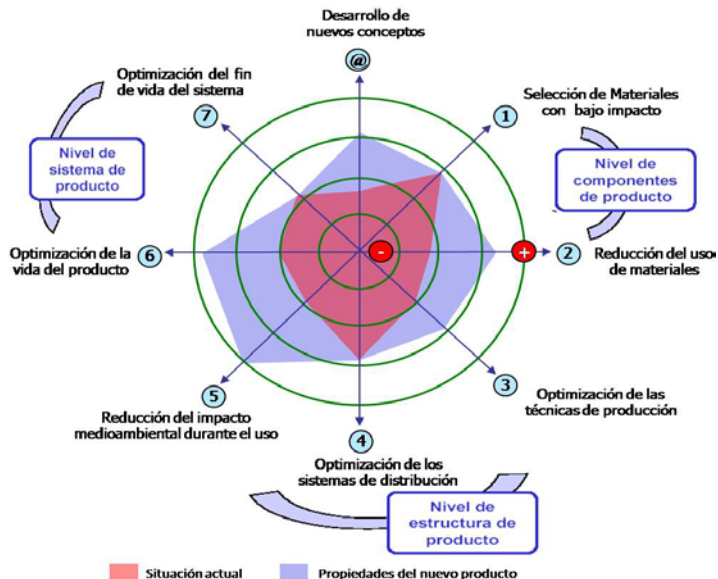 Desarrollo de
nuevos conceptos
@
Optimización del fin
de vida del sistema
7
1
Selección de Materiales
con bajo impacto
Nivel de
sistema de
producto
Nivel de
componentes
de producto
Optimización de la
vida del producto
6
-
+
2
Reducción del uso
de materiales
5
Reducción del impacto
medioambiental durante el uso
3
Optimización de las
técnicas de producción
4
Optimización de los
sistemas de distribución
Nivel de
estructura de
producto
Situación actual
Propiedades del nuevo producto